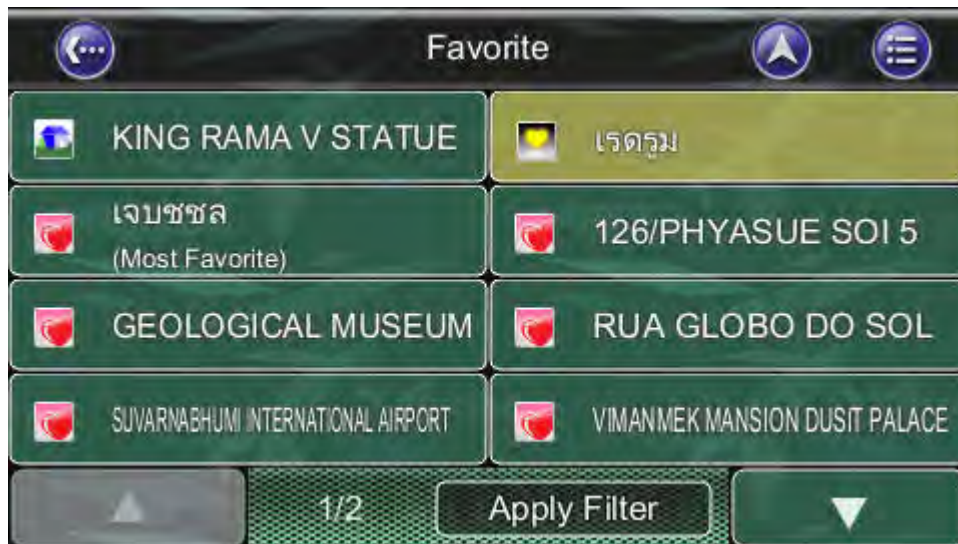 Favorite
KING RAMA V STATUE
เรดรูม
เจบชชล
(Most Favorite)
126/PHYASUE SOI 5
GEOLOGICAL MUSEUM
RUA GLOBO DO SOL
SUVARNABHUMI INTERNATIONAL AIRPORT
VIMANMEK MANSION DUSIT PALACE
1/2
Apply Filter